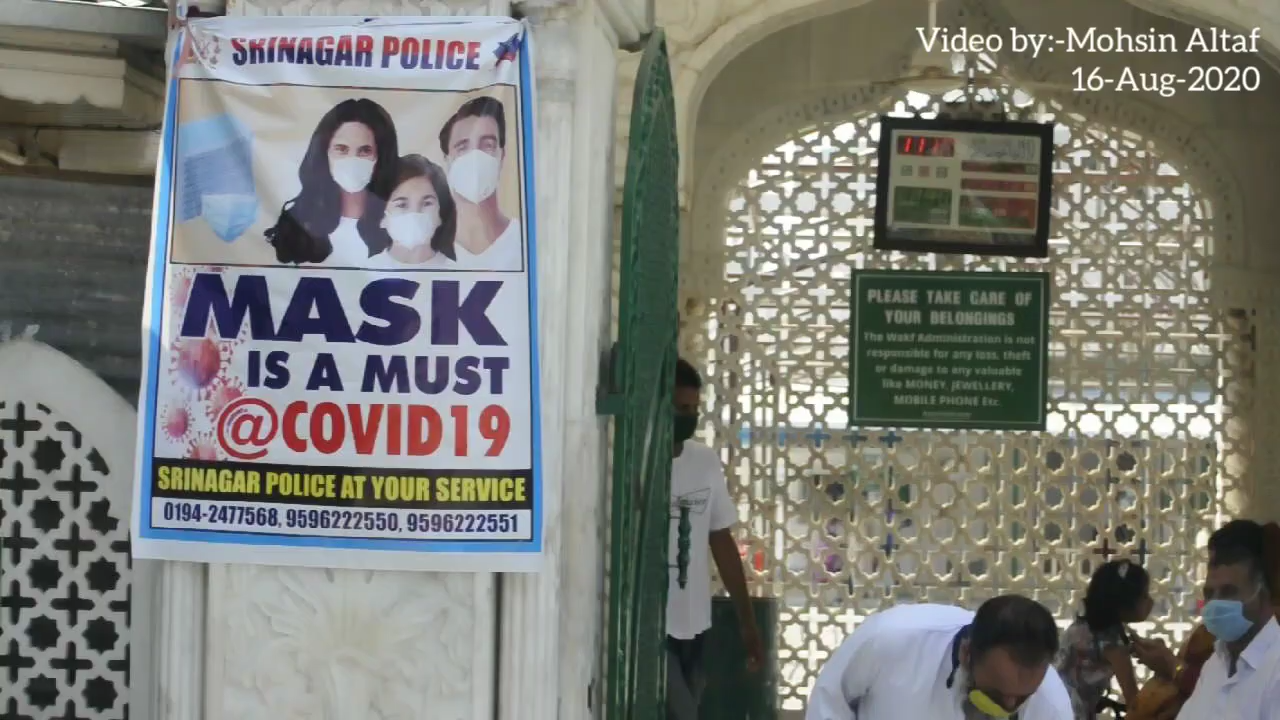 SRINAGAR POLICE
MASK
IS A MUST
@COVID19
SRINAGAR POLICE AT YOUR SERVICE
0194-2477568, 9596222550, 9596222551
Video by:-Mohsin Altaf
16-Aug-2020
PLEASE TAKE CARE OF
YOUR BELONGINGS
The Wakf Administration is not
responsible for any loss, theft
or damage to any valuable
like MONEY, JEWELLERY,
MOBILE PHONE Etc.